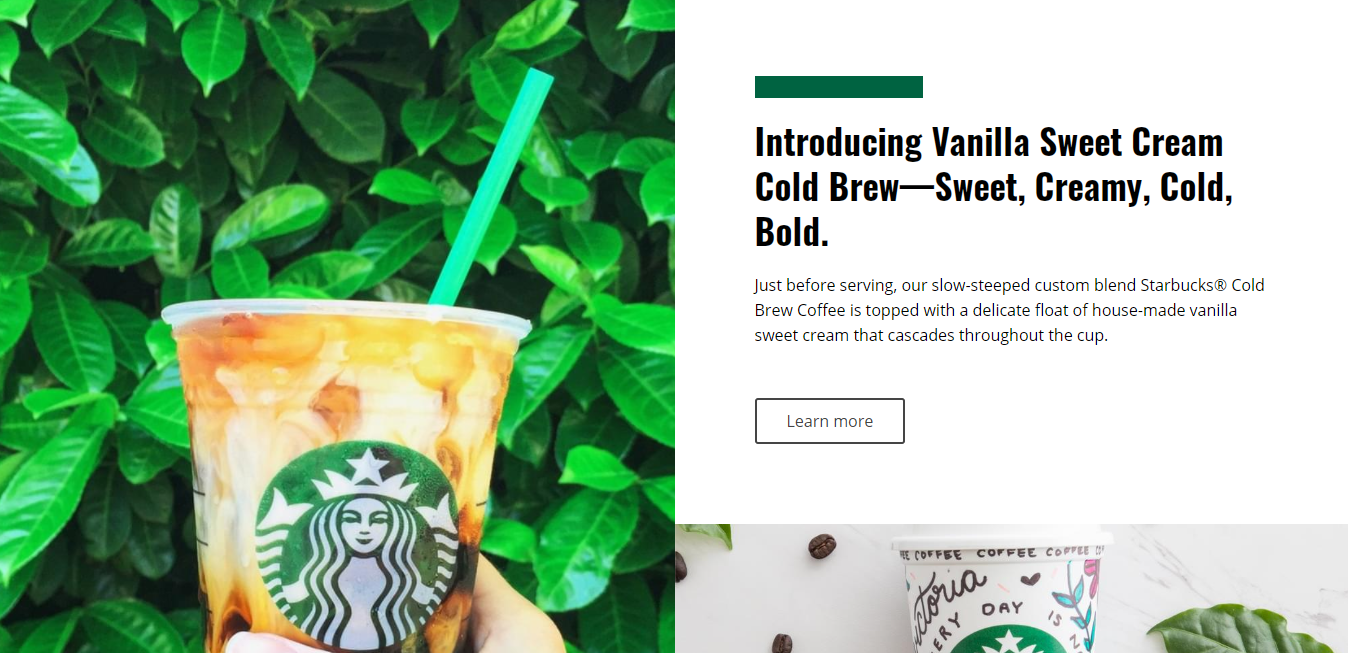 Introducing Vanilla Sweet Cream
Cold Brew—Sweet, Creamy, Cold,
Bold.
Just before serving, our slow-steeped custom blend Starbucks® Cold
Brew Coffee is topped with a delicate float of house-made vanilla
sweet cream that cascades throughout the cup.
Learn more
COFFEE COFFEE COFFEE
DAY
IS